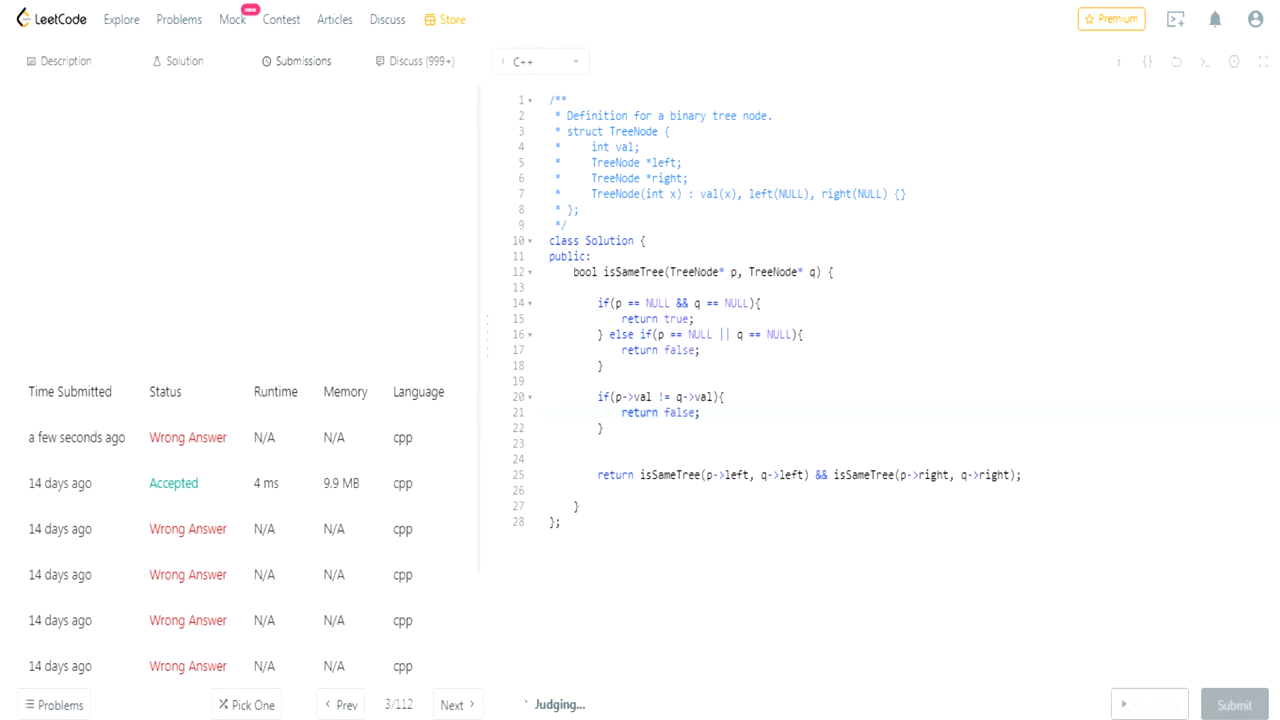 LeetCode Explore Problems Mock new Contest Articles Discuss Store Premium
Description Solution Submissions Discuss (999+) C++
1 /**
2 * Definition for a binary tree node.
3 * struct TreeNode {
4 * int val;
5 * TreeNode *left;
6 * TreeNode *right;
7 * TreeNode(int x) : val(x), left(NULL), right(NULL) {}
8 * };
9 */
10 class Solution {
11 public:
12 bool isSameTree(TreeNode* p, TreeNode* q) {
13
14 if(p == NULL && q == NULL){
15 return true;
16 } else if(p == NULL || q == NULL){
17 return false;
18 }
19
20 if(p->val != q->val){
21 return false;
22 }
23
24
25 return isSameTree(p->left, q->left) && isSameTree(p->right, q->right);
26
27 }
28 };
Time Submitted Status Runtime Memory Language
a few seconds ago Wrong Answer N/A N/A cpp
14 days ago Accepted 4 ms 9.9 MB cpp
14 days ago Wrong Answer N/A N/A cpp
14 days ago Wrong Answer N/A N/A cpp
14 days ago Wrong Answer N/A N/A cpp
14 days ago Wrong Answer N/A N/A cpp
Problems Pick One Prev 3/112 Next Judging... Submit